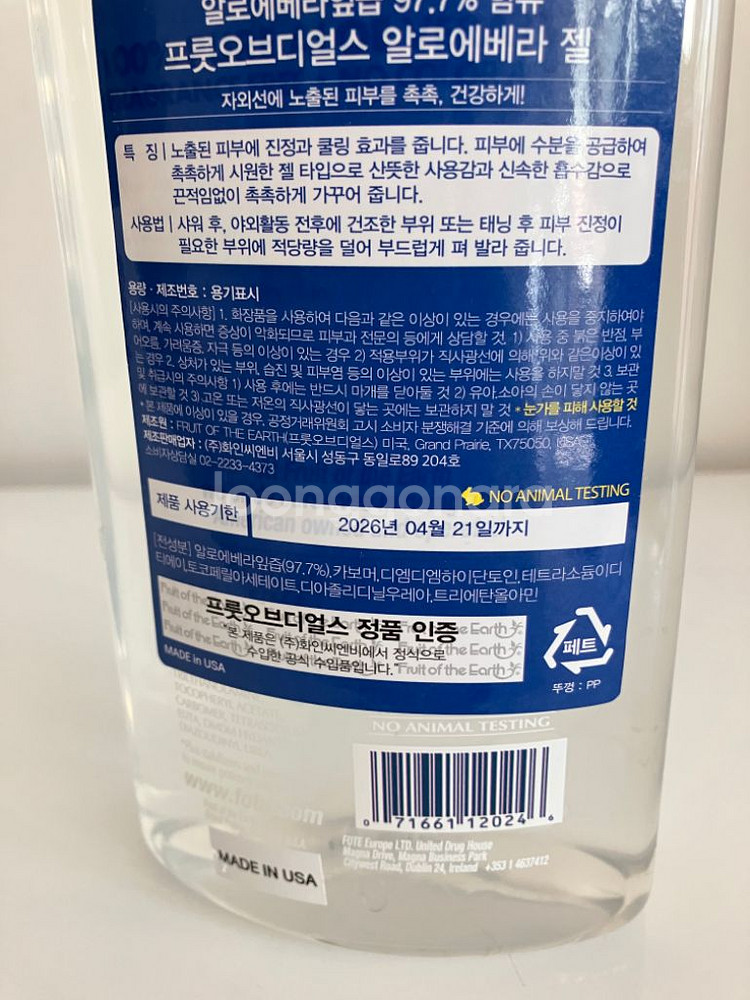 알로에베라잎즙 97.7% 함유
프룻오브디얼스 알로에베라 젤
자외선에 노출된 피부를 촉촉, 건강하게!
특 징 | 노출된 피부에 진정과 쿨링 효과를 줍니다. 피부에 수분을 공급하여
촉촉하게 시원한 젤 타입으로 산뜻한 사용감과 신속한 흡수감으로
끈적임없이 촉촉하게 가꾸어 줍니다.
사용법 | 샤워 후, 야외활동 전후에 건조한 부위 또는 태닝 후 피부 진정이
필요한 부위에 적당량을 덜어 부드럽게 펴 발라 줍니다.
용량 · 제조번호 : 용기표시
[사용시의 주의사항] 1. 화장품을 사용하여 다음과 같은 이상이 있는 경우에는 사용을 중지하여야
하며, 계속 사용하면 증상이 악화되므로 피부과 전문의 등에게 상담할 것. 1) 사용 중 붉은 반점, 부
어오름, 가려움증, 자극 등의 이상이 있는 경우 2) 적용부위가 직사광선에 의해 위와 같은이상이 있
는 경우 2. 상처가 있는 부위, 습진 및 피부염 등의 이상이 있는 부위에는 사용을 하지말 것 3. 보관
및 취급시의 주의사항 1) 사용 후에는 반드시 마개를 닫아둘 것 2) 유아.소아의 손이 닿지 않는 곳
에 보관할 것 3) 고온 또는 저온의 직사광선이 닿는 곳에는 보관하지 말 것 *눈가를 피해 사용할 것
*본 제품에 이상이 있을 경우, 공정거래위원회 고시 소비자 분쟁해결 기준에 의해 보상해 드립니다.
제조원 : FRUIT OF THE EARTH(프룻오브디얼스) 미국, Grand Prairie, TX75050, USA
제조판매업자 : (주)화인씨엔비 서울시 성동구 동일로89 204호
소비자상담실 02-2233-4373
joonggonara
NO ANIMAL TESTING
제품 사용기한
2026년 04월 21일까지
American owned
[전성분] 알로에베라잎즙(97.7%),카보머,디엠디엠하이단토인,테트라소듐이디
티에이,토코페릴아세테이트,디아졸리디닐우레아,트리에탄올아민
Fruit of the Earth
프룻오브디얼스 정품 인증
"본 제품은 (주)화인씨엔비에서 정식으로
수입한 공식 수입품입니다."
Fruit of the Earth
MADE in USA
페트
뚜껑 : PP
NO ANIMAL TESTING
0 71661 12024 6
FOTE Europe LTD. United Drug House
Magna Drive, Magna Business Park
Citywest Road, Dublin 24, Ireland +353 1 4637412
MADE IN USA